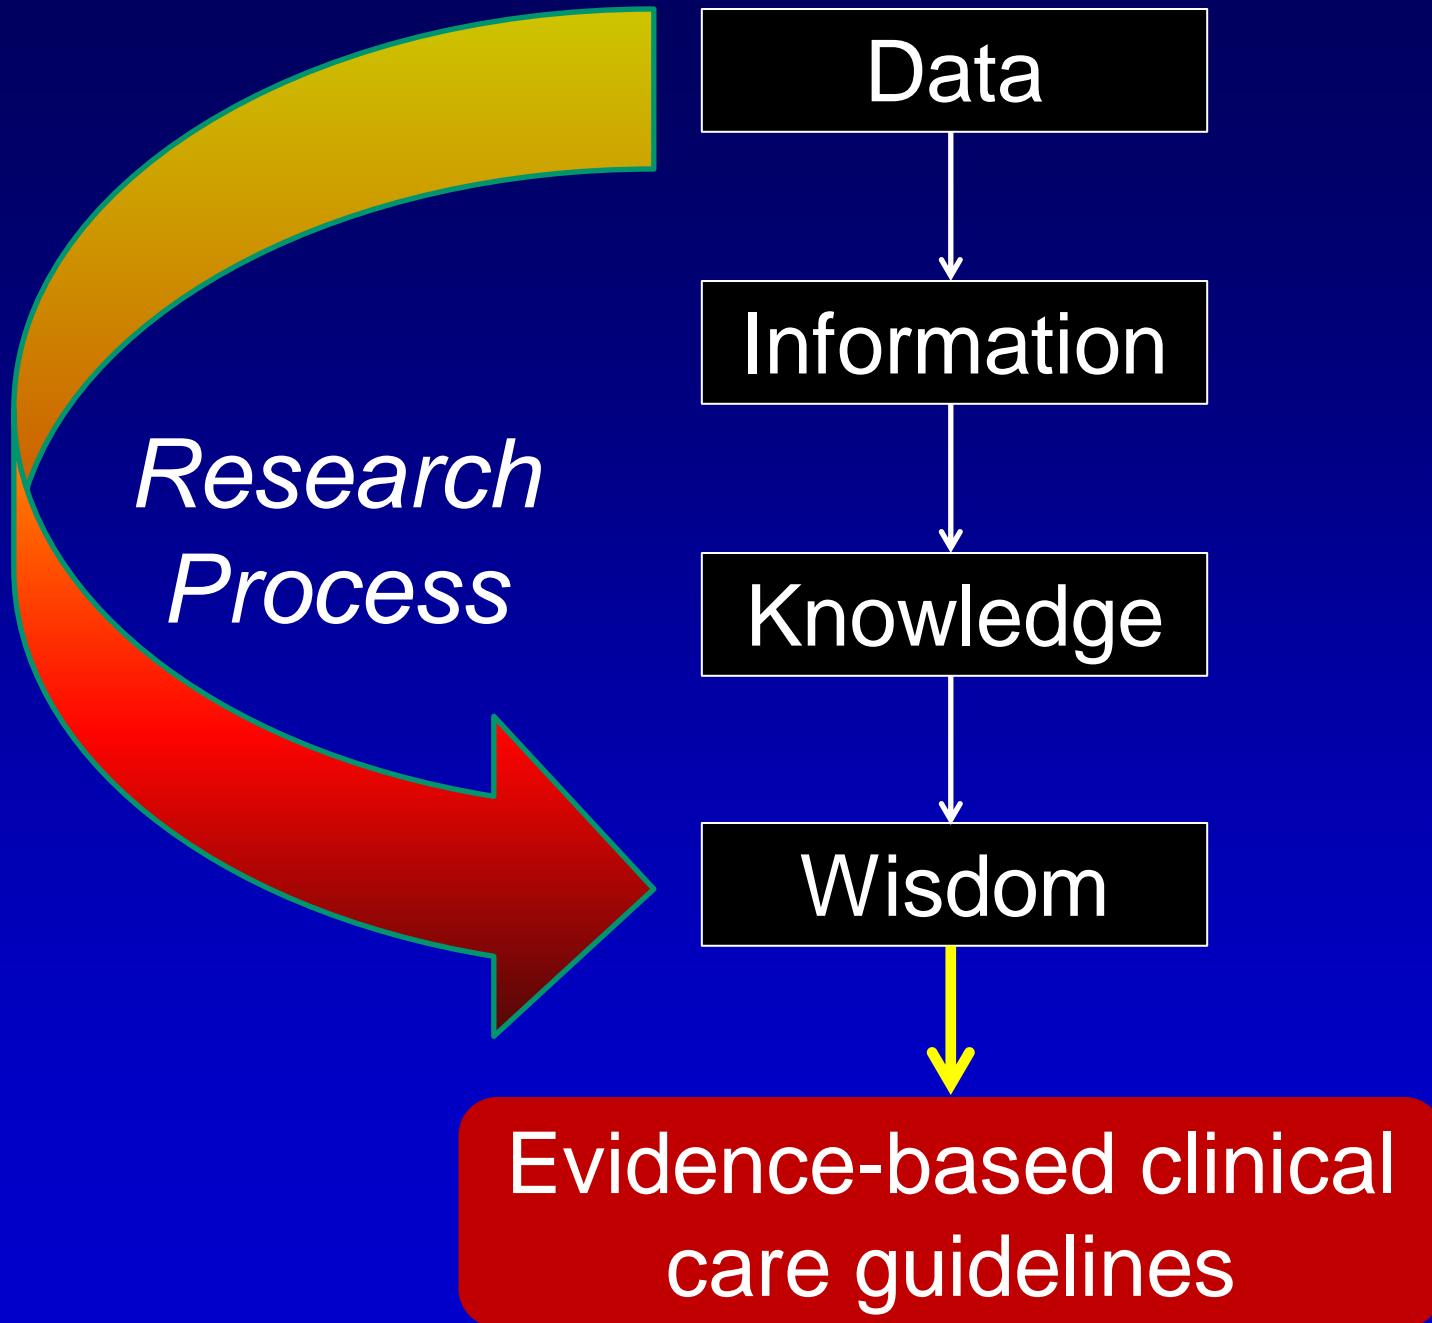 Data
Information
Research
Process
Knowledge
Wisdom
Evidence-based clinical
care guidelines